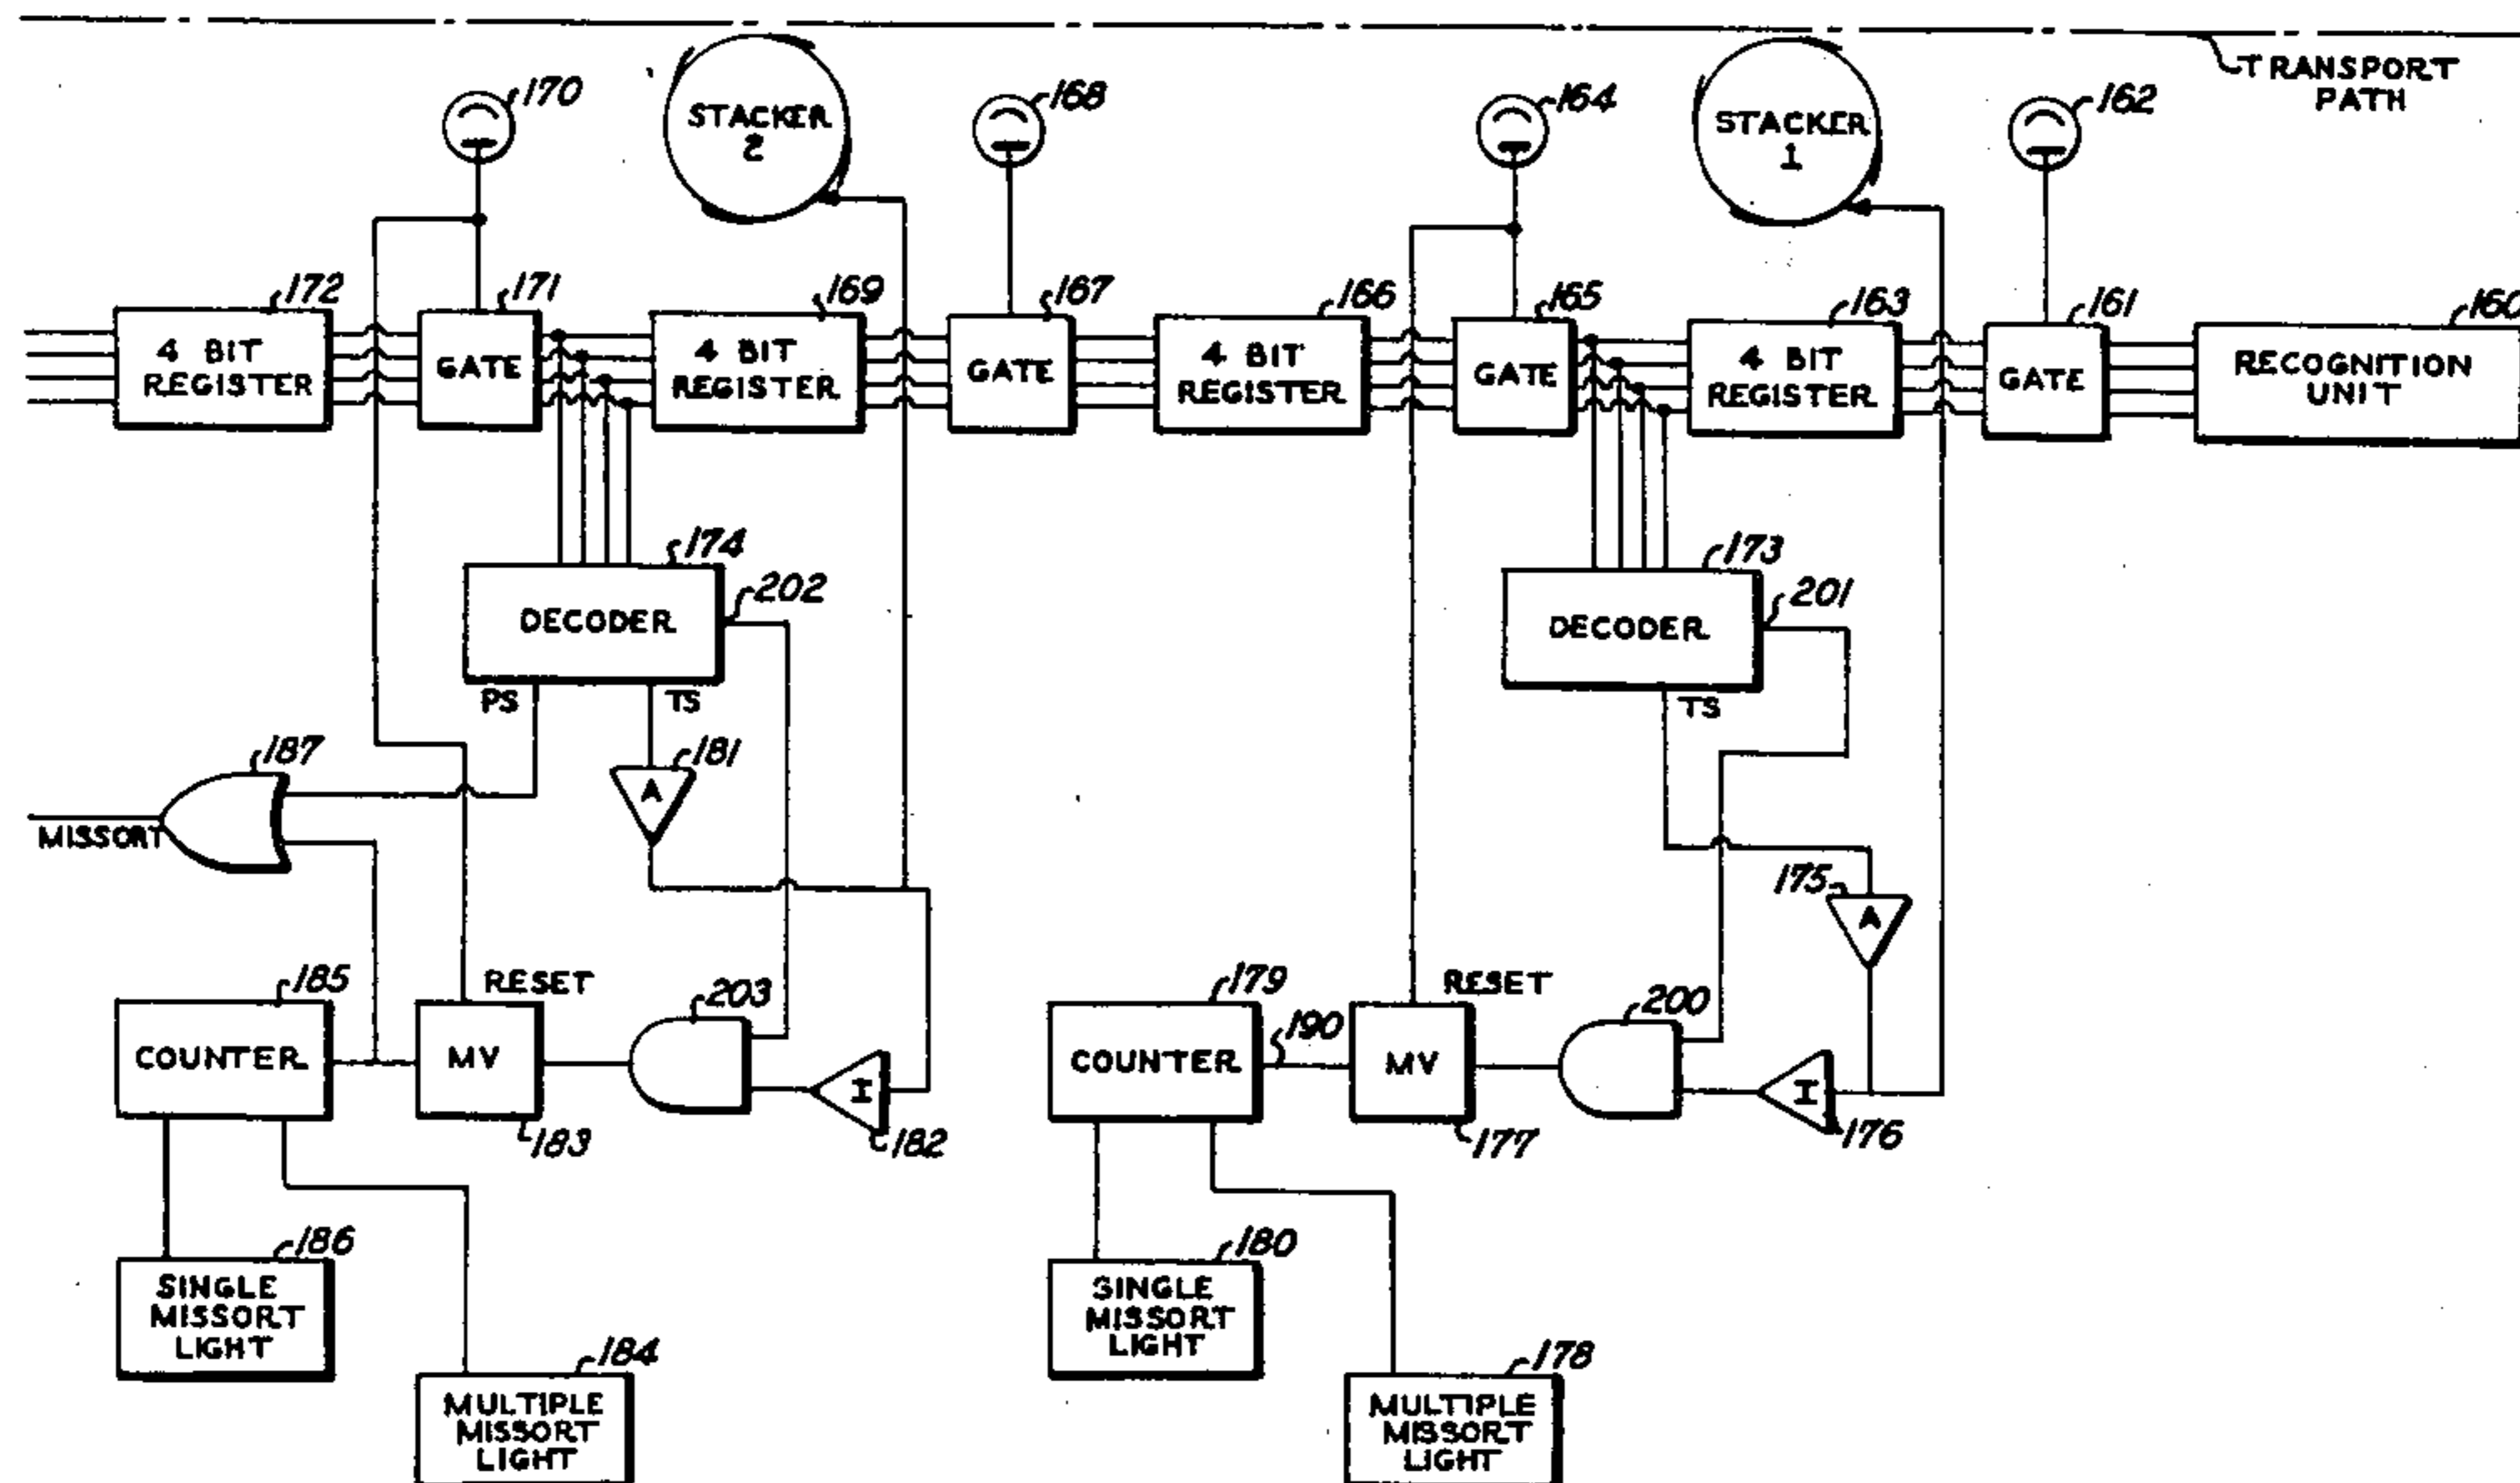 TRANSPORT
PATH
170
STACKER
2
168
164
STACKER
1
162
172
171
169
167
166
165
163
161
160
4 BIT
REGISTER
GATE
4 BIT
REGISTER
GATE
4 BIT
REGISTER
GATE
4 BIT
REGISTER
GATE
RECOGNITION
UNIT
174
202
DECODER
PS
TS
173
201
DECODER
TS
187
181
A
MISSORT
175
A
185
RESET
203
179
190
RESET
200
COUNTER
MV
I
COUNTER
MV
I
183
182
177
176
186
SINGLE
MISSORT
LIGHT
180
SINGLE
MISSORT
LIGHT
184
MULTIPLE
MISSORT
LIGHT
178
MULTIPLE
MISSORT
LIGHT